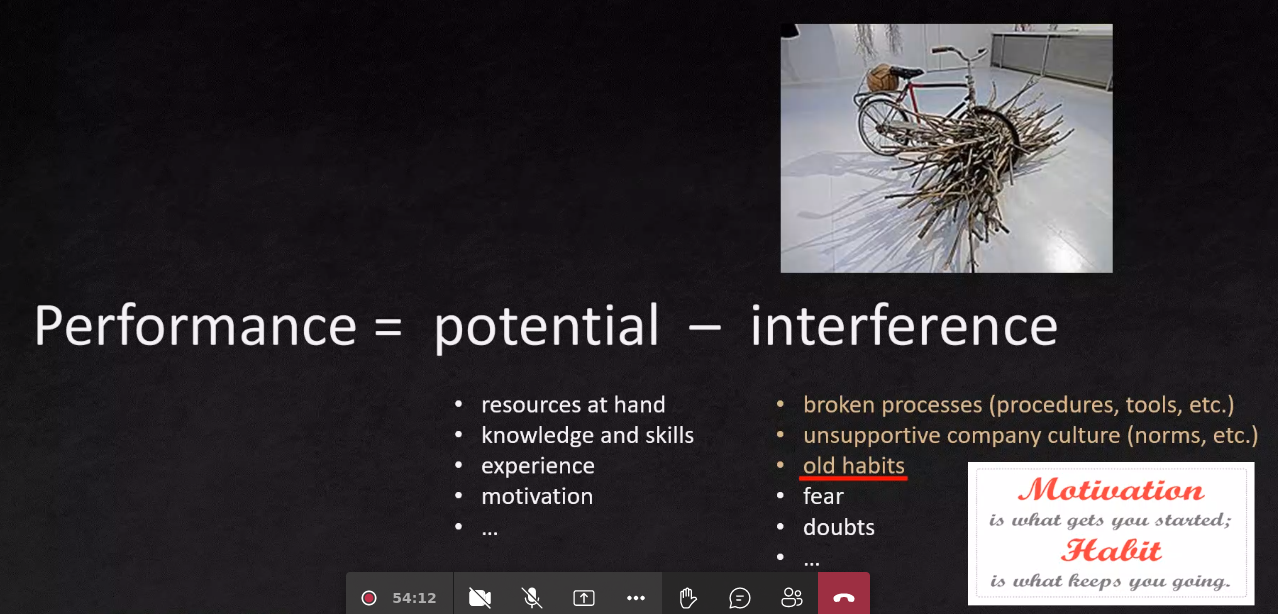 Performance = potential – interference
• resources at hand
• knowledge and skills
• experience
• motivation
• ...
• broken processes (procedures, tools, etc.)
• unsupportive company culture (norms, etc.)
• old habits
• fear
• doubts
• ...
Motivation
is what gets you started;
Habit
is what keeps you going.
54:12